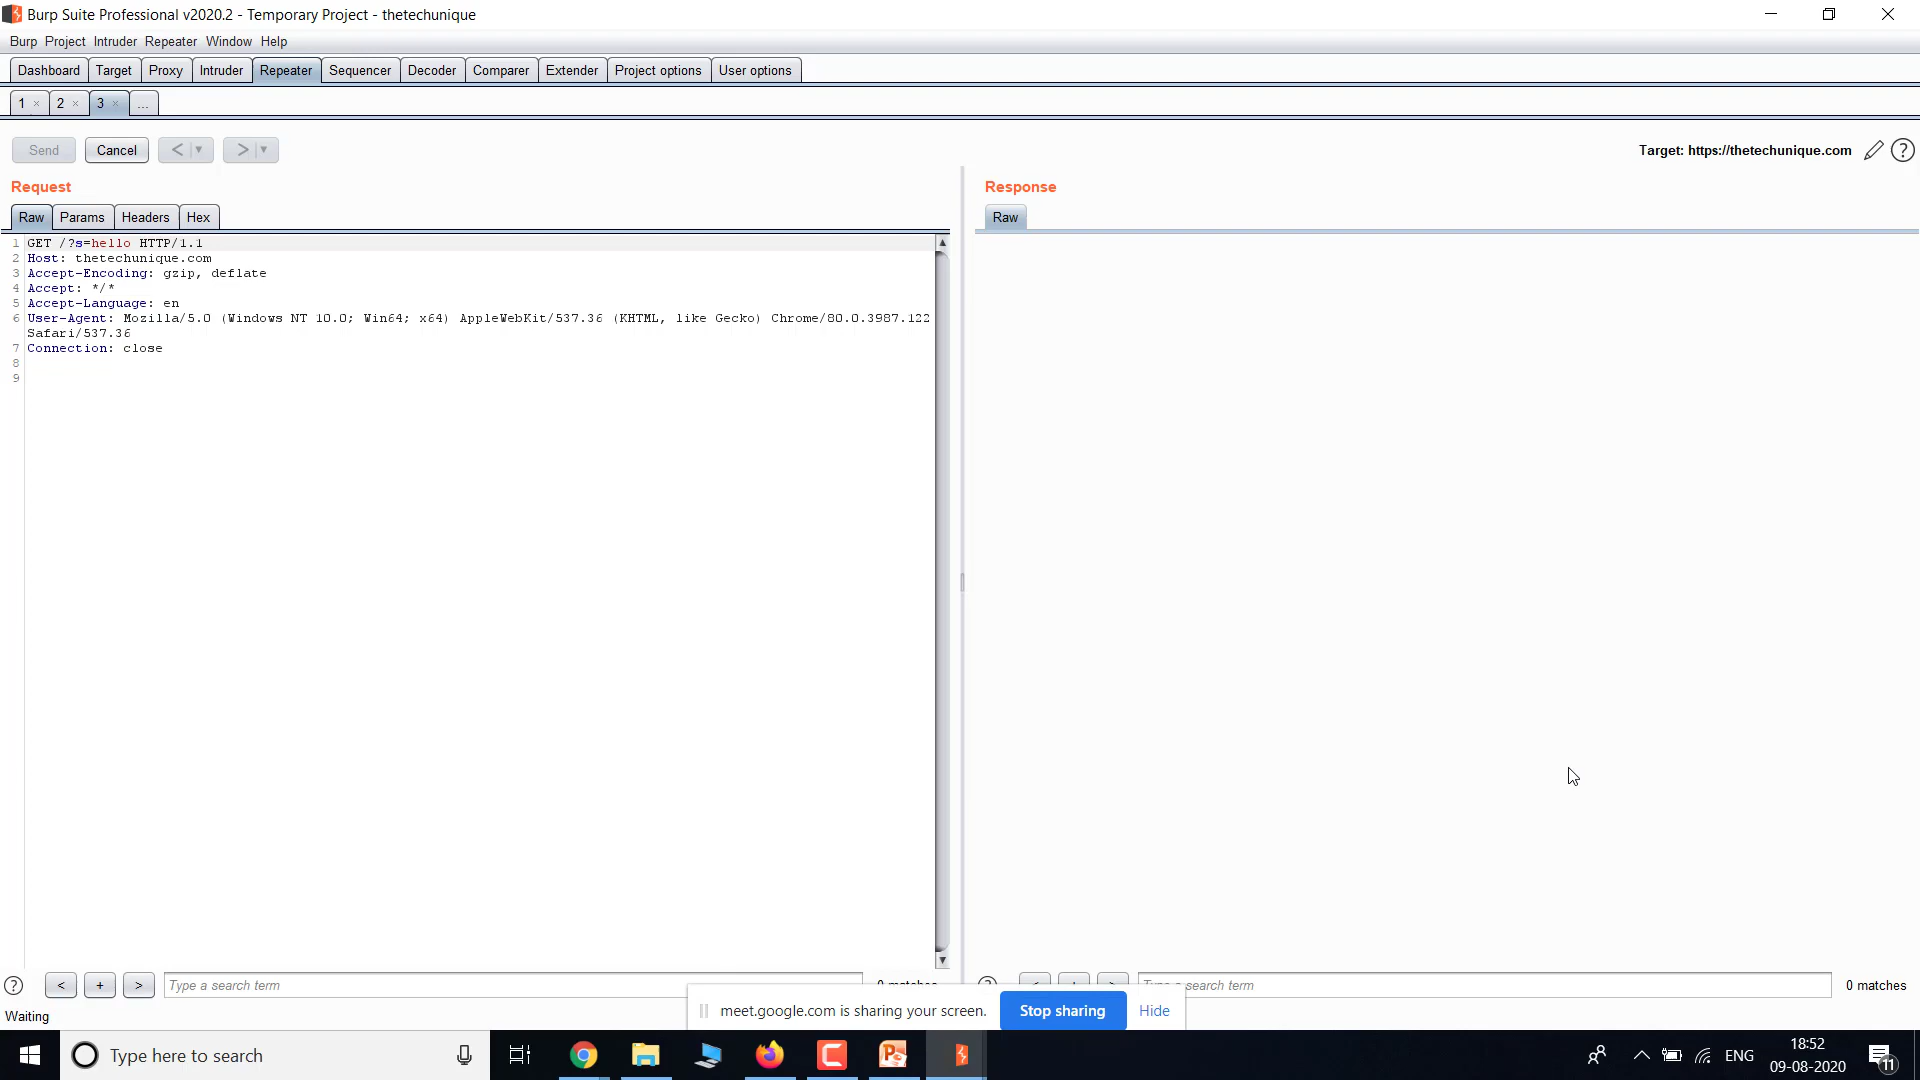 Burp Suite Professional v2020.2 - Temporary Project - thetechunique
Burp Project Intruder Repeater Window Help
Dashboard Target Proxy Intruder Repeater Sequencer Decoder Comparer Extender Project options User options
1 × 2 × 3 × ...
Send Cancel < > Target: https://thetechunique.com ?
Request
Raw Params Headers Hex
1 GET /?s=hello HTTP/1.1
2 Host: thetechunique.com
3 Accept-Encoding: gzip, deflate
4 Accept: */*
5 Accept-Language: en
6 User-Agent: Mozilla/5.0 (Windows NT 10.0; Win64; x64) AppleWebKit/537.36 (KHTML, like Gecko) Chrome/80.0.3987.122
Safari/537.36
7 Connection: close
8
9
Response
Raw
? < + > Type a search term 0 matches
? < + > Type a search term 0 matches
Waiting
meet.google.com is sharing your screen. Stop sharing Hide
Type here to search
ENG
18:52
09-08-2020
11